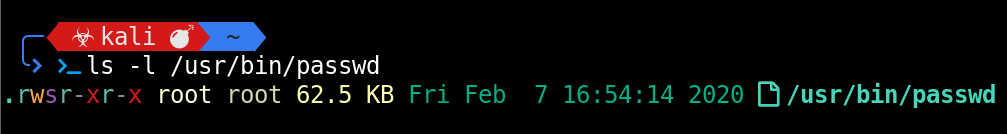 kali ~
ls -l /usr/bin/passwd
.rwsr-xr-x root root 62.5 KB Fri Feb  7 16:54:14 2020 /usr/bin/passwd